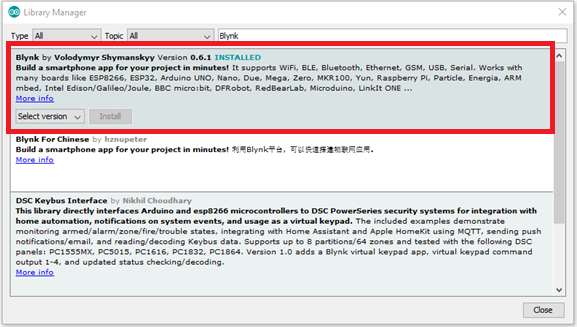 Library Manager
Type All Topic All Blynk
Blynk by Volodymyr Shymanskyy Version 0.6.1 INSTALLED
Build a smartphone app for your project in minutes! It supports WiFi, BLE, Bluetooth, Ethernet, GSM, USB, Serial. Works with
many boards like ESP8266, ESP32, Arduino UNO, Nano, Due, Mega, Zero, MKR100, Yun, Raspberry Pi, Particle, Energia, ARM
mbed, Intel Edison/Galileo/Joule, BBC micro:bit, DFRobot, RedBearLab, Microduino, LinkIt ONE ...
More info
Select version Install
Blynk For Chinese by hznupeter
Build a smartphone app for your project in minutes! 利用Blynk平台，可以快速搭建物联网应用。
More info
DSC Keybus Interface by Nikhil Choudhary
This library directly interfaces Arduino and esp8266 microcontrollers to DSC PowerSeries security systems for integration with
home automation, notifications on system events, and usage as a virtual keypad. The included examples demonstrate
monitoring armed/alarm/zone/fire/trouble states, integrating with Home Assistant and Apple HomeKit using MQTT, sending push
notifications/email, and reading/decoding Keybus data. Supports up to 8 partitions/64 zones and tested with the following DSC
panels: PC1555MX, PC5015, PC1616, PC1832, PC1864. Version 1.0 adds a Blynk virtual keypad app, virtual keypad command
output 1-4, and updated status checking/decoding.
More info
Close